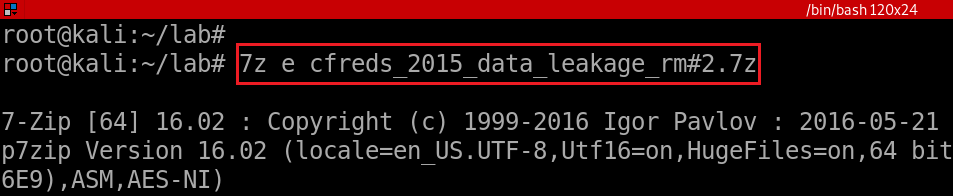 /bin/bash 120x24
root@kali:~/lab#
root@kali:~/lab# 7z e cfreds_2015_data_leakage_rm#2.7z
7-Zip [64] 16.02 : Copyright (c) 1999-2016 Igor Pavlov : 2016-05-21
p7zip Version 16.02 (locale=en_US.UTF-8,Utf16=on,HugeFiles=on,64 bit
6E9),ASM,AES-NI)